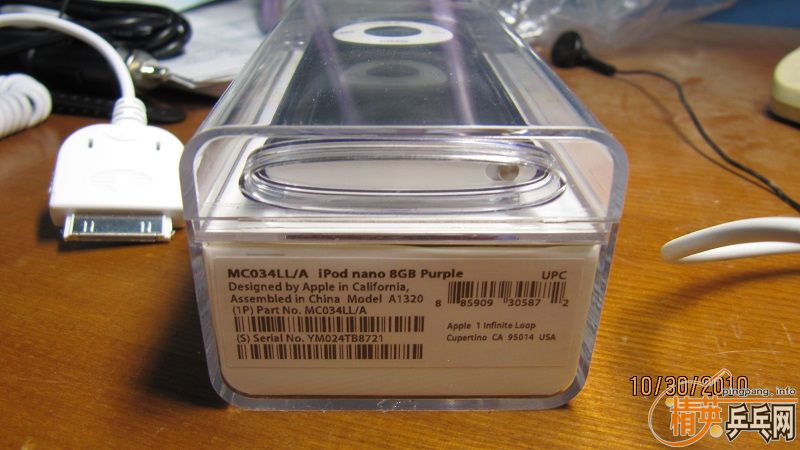 MC034LL/A iPod nano 8GB Purple
UPC
Designed by Apple in California,
Assembled in China Model A1320
(1P) Part No. MC034LL/A
8 85909 30587 2
Apple 1 Infinite Loop
Cupertino CA 95014 USA
(S) Serial No. YM024TB8721
10/30/2010
pingpang.info
精英乒乓网